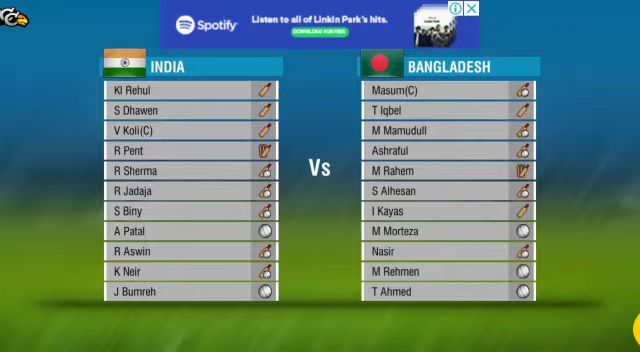 Spotify
Listen to all of Linkin Park's hits.
DOWNLOAD FOR FREE
INDIA
Kl Rehul
S Dhawen
V Koli(C)
R Pent
R Sherma
R Jadaja
S Biny
A Patal
R Aswin
K Neir
J Bumreh
Vs
BANGLADESH
Masum(C)
T Iqbel
M Mamudull
Ashraful
M Rahem
S Alhesan
I Kayas
M Morteza
Nasir
M Rehmen
T Ahmed